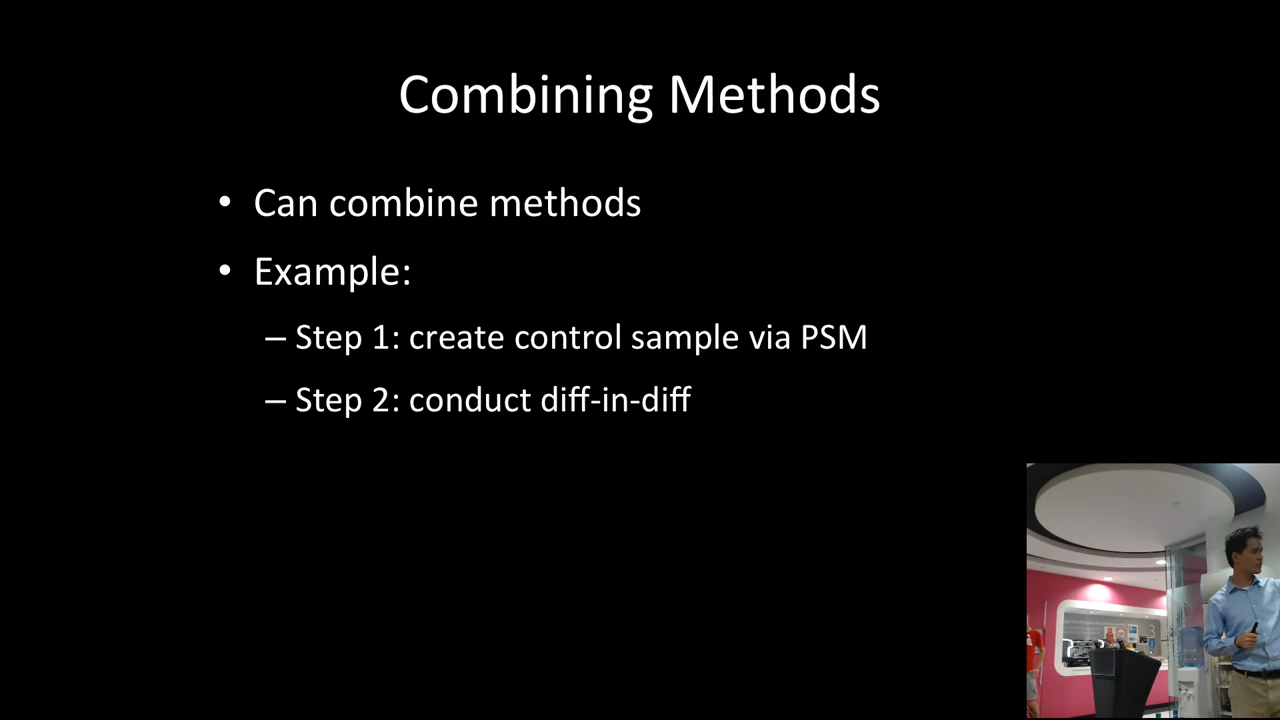 Combining Methods
• Can combine methods
• Example:
– Step 1: create control sample via PSM
– Step 2: conduct diff-in-diff